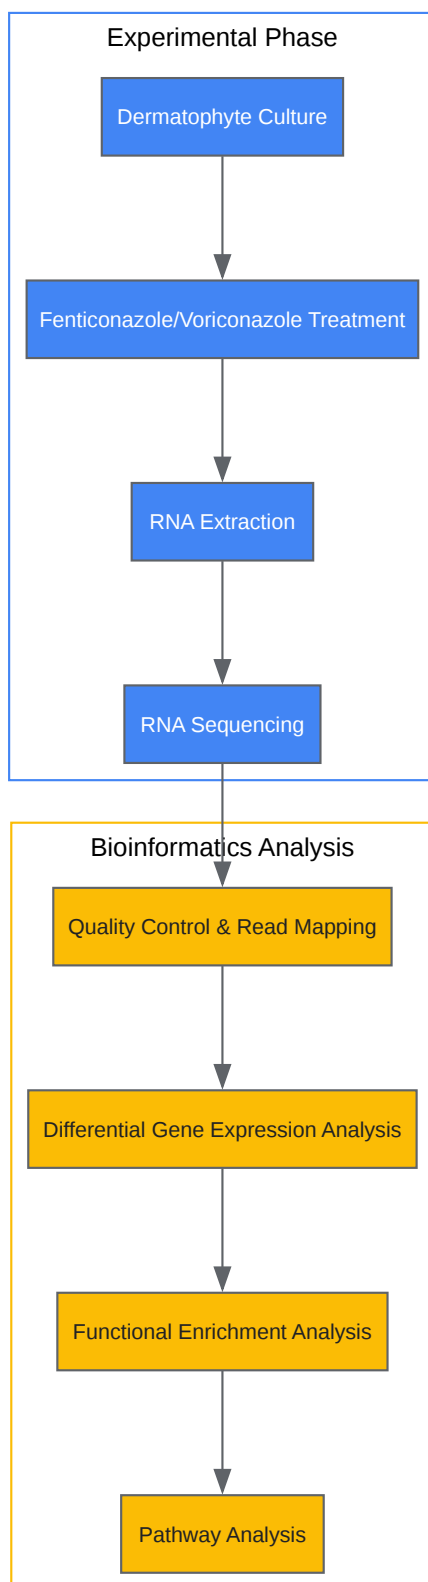 Experimental Phase
Dermatophyte Culture
Fenticonazole/Voriconazole Treatment
RNA Extraction
RNA Sequencing
Bioinformatics Analysis
Quality Control & Read Mapping
Differential Gene Expression Analysis
Functional Enrichment Analysis
Pathway Analysis